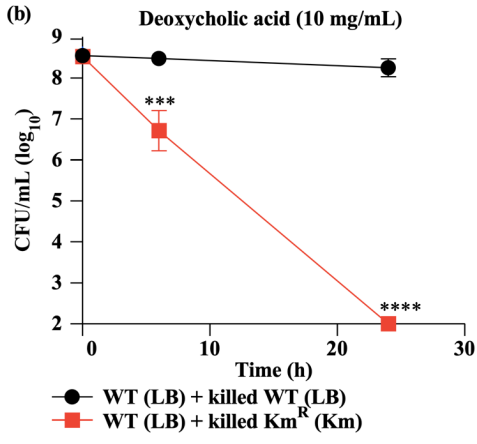 (b)
Deoxycholic acid (10 mg/mL)
9
8
7
6
5
4
3
2
CFU/mL (log10)
***
****
0 10 20 30
Time (h)
WT (LB) + killed WT (LB)
WT (LB) + killed Km^R (Km)